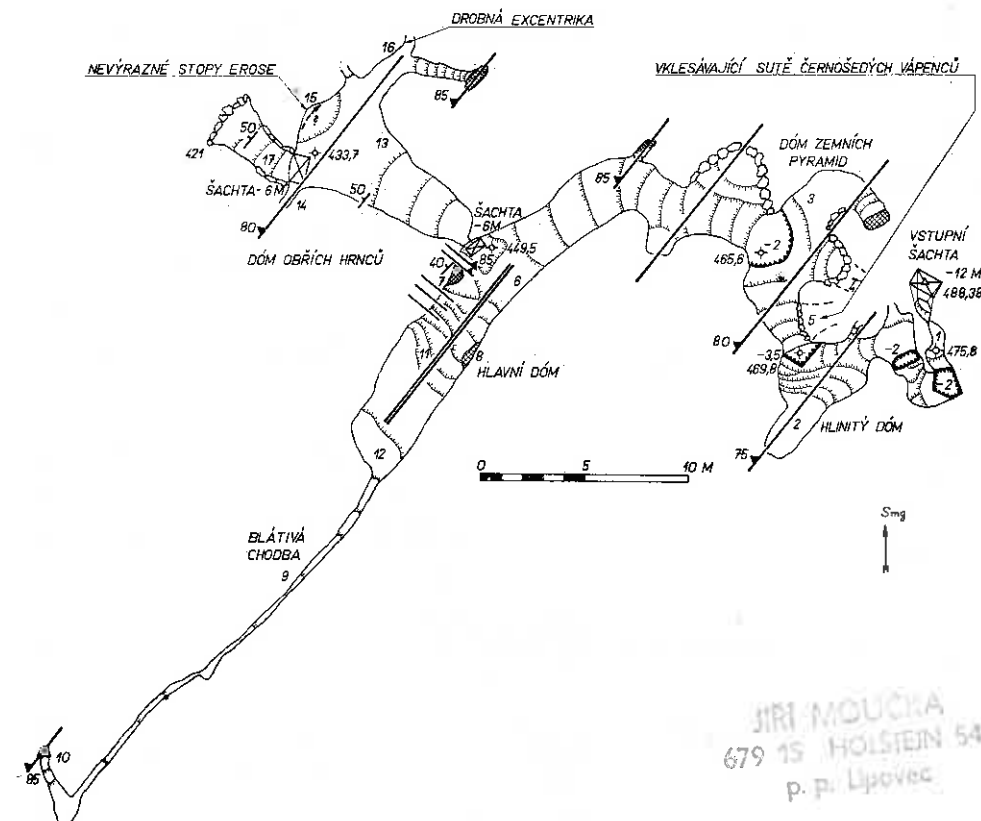 DROBNÁ EXCENTRIKA
16
NEVÝRAZNÉ STOPY EROSE
VKLESÁVAJÍCÍ SUTĚ ČERNOŠEDÝCH VÁPENCŮ
85
15
50
421
17
433,7
13
ŠACHTA - 6 M
14
50
80
DÓM OBŘÍCH HRNCŮ
ŠACHTA
-6M
449,5
85
40
7
6
85
DÓM ZEMNÍCH
PYRAMID
3
-2
465,6
VSTUPNÍ
ŠACHTA
-12 M
488,38
5
1
475,8
80
-3,5
469,8
-2
-2
11
8
HLAVNÍ DÓM
2
HLINITÝ DÓM
75
12
0 5 10 M
BLÁTIVÁ
CHODBA
9
Smg
10
85
JIŘÍ MOUČKA
679 15 HOLŠTEJN 54
p. p. Lipovec